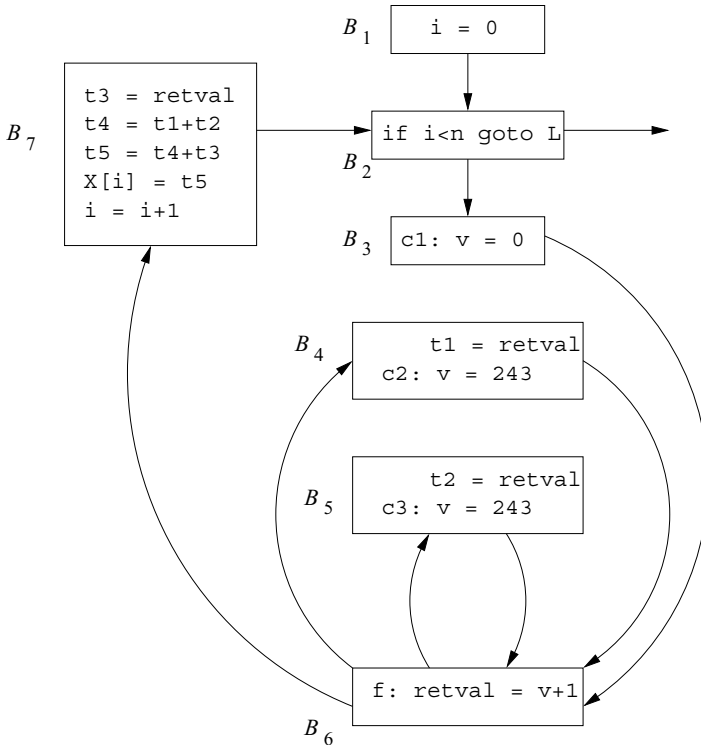 B1
i = 0
B7
t3 = retval
t4 = t1+t2
t5 = t4+t3
X[i] = t5
i = i+1
if i<n goto L
B2
B3
c1: v = 0
B4
t1 = retval
c2: v = 243
B5
t2 = retval
c3: v = 243
f: retval = v+1
B6